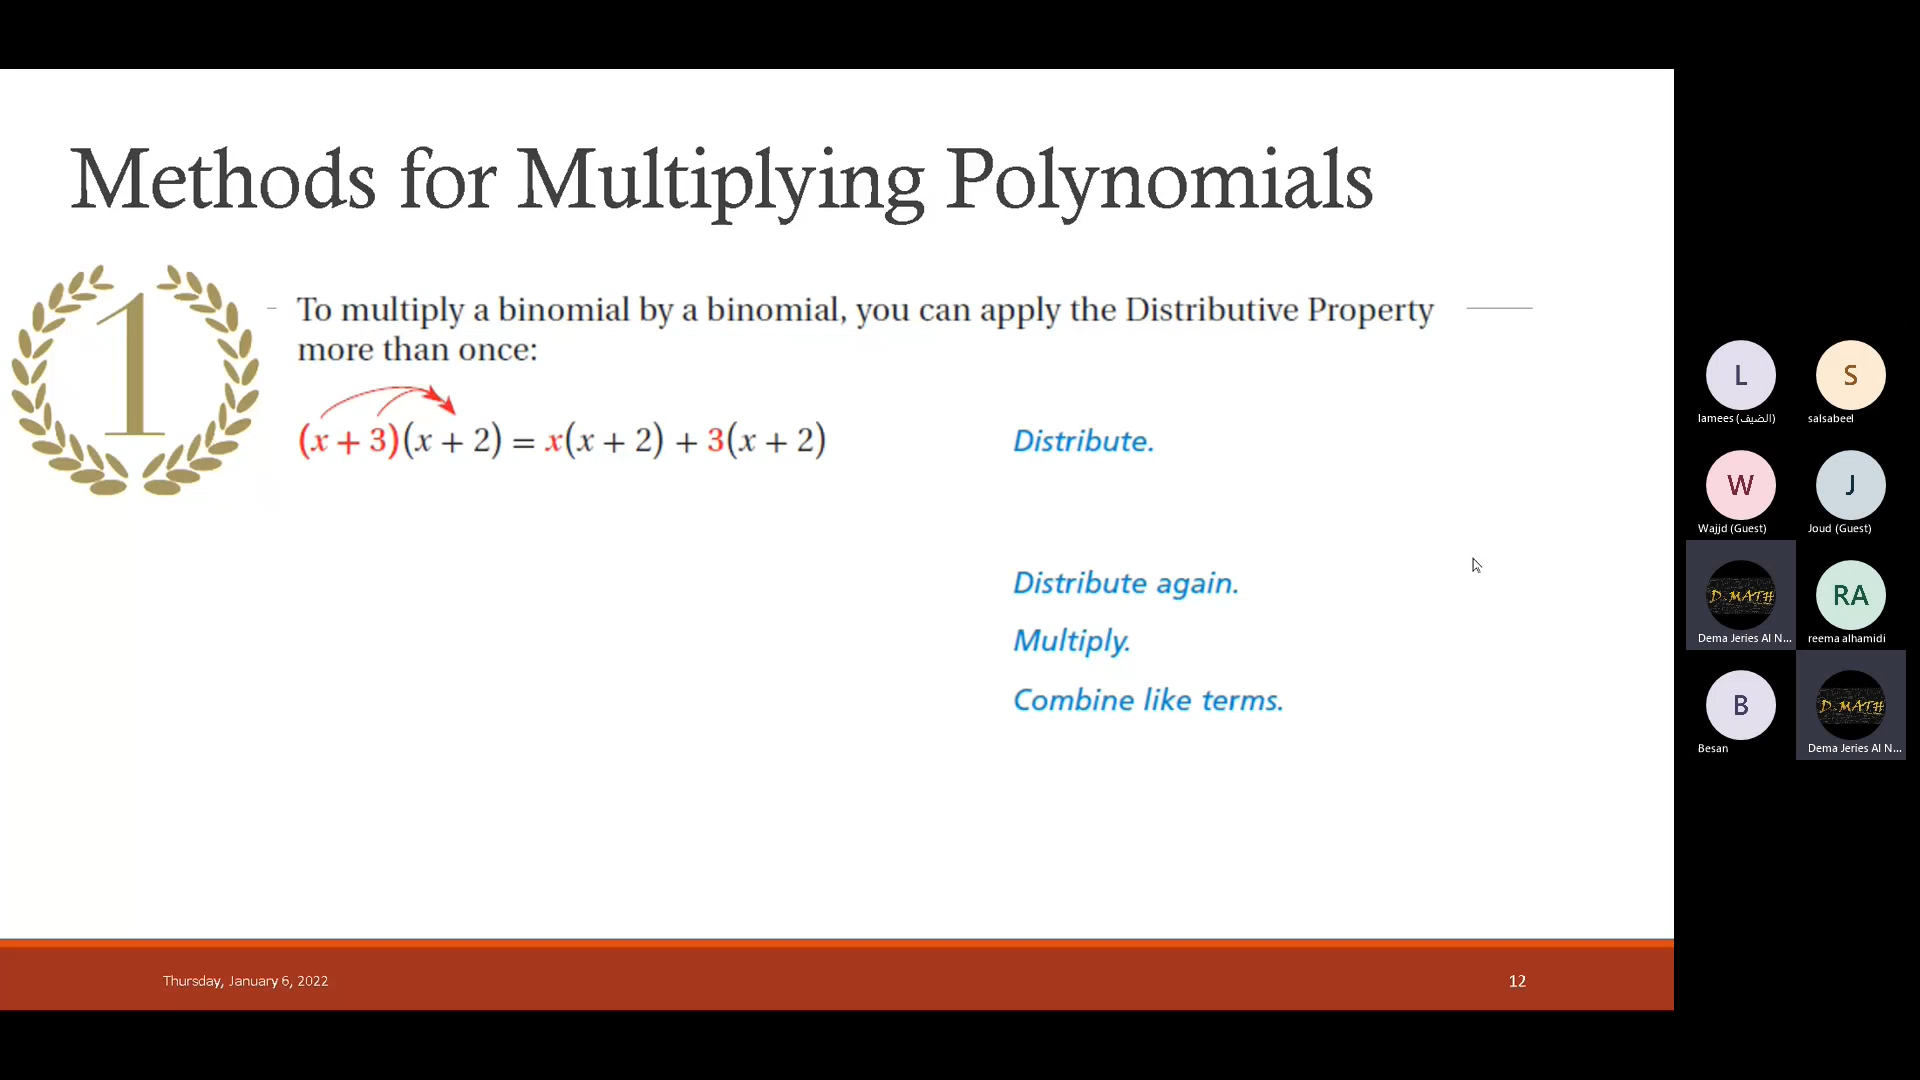 Methods for Multiplying Polynomials
1
To multiply a binomial by a binomial, you can apply the Distributive Property
more than once:
(x + 3)(x + 2) = x(x + 2) + 3(x + 2)
Distribute.
Distribute again.
Multiply.
Combine like terms.
Thursday, January 6, 2022
12
L
lamees (الضيف)
S
salsabeel
W
Wajjd (Guest)
J
Joud (Guest)
D.MATH
Dema Jeries Al N...
RA
reema alhamidi
B
Besan
D.MATH
Dema Jeries Al N...